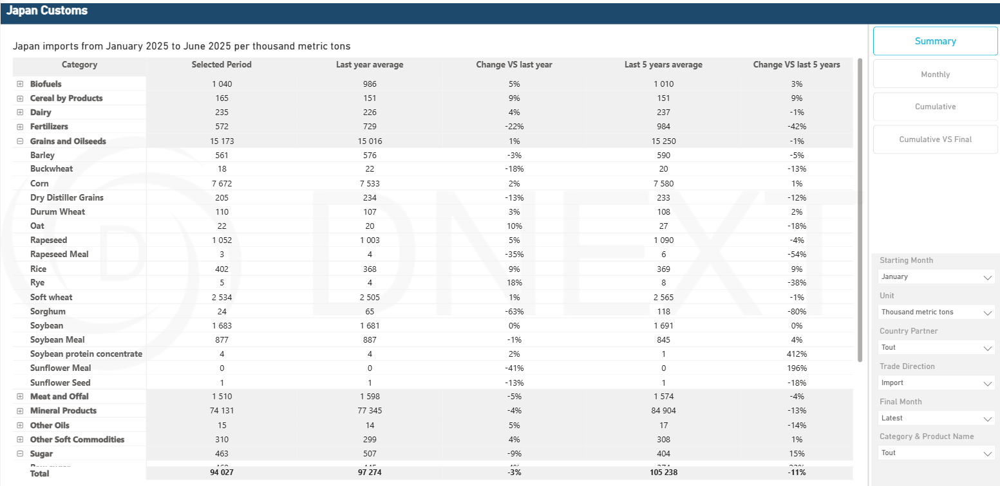 Japan Customs
Japan imports from January 2025 to June 2025 per thousand metric tons
Category Selected Period Last year average Change VS last year Last 5 years average Change VS last 5 years
Biofuels 1 040 986 5% 1 010 3%
Cereal by Products 165 151 9% 151 9%
Dairy 235 226 4% 237 -1%
Fertilizers 572 729 -22% 984 -42%
Grains and Oilseeds 15 173 15 016 1% 15 250 -1%
Barley 561 576 -3% 590 -5%
Buckwheat 18 22 -18% 20 -13%
Corn 7 672 7 533 2% 7 580 1%
Dry Distiller Grains 205 234 -13% 233 -12%
Durum Wheat 110 107 3% 108 2%
Oat 22 20 10% 27 -18%
Rapeseed 1 052 1 003 5% 1 090 -4%
Rapeseed Meal 3 4 -35% 6 -54%
Rice 402 368 9% 369 9%
Rye 5 4 18% 8 -38%
Soft wheat 2 534 2 505 1% 2 565 -1%
Sorghum 24 65 -63% 118 -80%
Soybean 1 683 1 681 0% 1 691 0%
Soybean Meal 877 887 -1% 845 4%
Soybean protein concentrate 4 4 2% 1 412%
Sunflower Meal 0 0 -41% 0 196%
Sunflower Seed 1 1 -13% 1 -18%
Meat and Offal 1 510 1 598 -5% 1 574 -4%
Mineral Products 74 131 77 345 -4% 84 904 -13%
Other Oils 15 14 5% 17 -14%
Other Soft Commodities 310 299 4% 308 1%
Sugar 463 507 -9% 404 15%
Total 94 027 97 274 -3% 105 238 -11%
DNEXT
D
Summary
Monthly
Cumulative
Cumulative VS Final
Starting Month
January
Unit
Thousand metric tons
Country Partner
Tout
Trade Direction
Import
Final Month
Latest
Category & Product Name
Tout